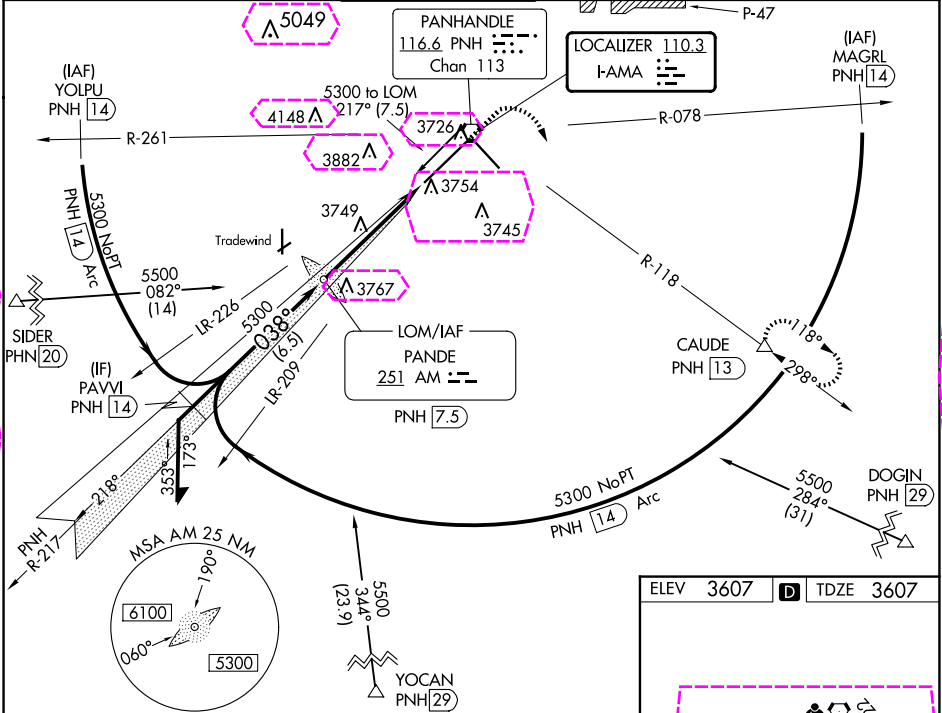 5049
PANHANDLE
116.6 PNH
Chan 113
P-47
LOCALIZER 110.3
I-AMA
(IAF)
YOLPU
PNH 14
(IAF)
MAGRL
PNH 14
5300 to LOM
217° (7.5)
4148
3726
3882
R-261
R-078
3754
3745
3749
Tradewind
5300 NoPT
PNH 14 Arc
R-118
5500
082°
(14)
SIDER
PHN 20
LR-226
3767
5300
038°
(6.5)
LR-209
LOM/IAF
PANDE
251 AM
PNH 7.5
CAUDE
PNH 13
118°
298°
(IF)
PAVVI
PNH 14
353°
173°
218°
PNH
R-217
5300 NoPT
PNH 14 Arc
5500
284°
(31)
DOGIN
PNH 29
MSA AM 25 NM
190°
6100
060°
5300
5500
344°
(23.9)
YOCAN
PNH 29
ELEV 3607 D TDZE 3607